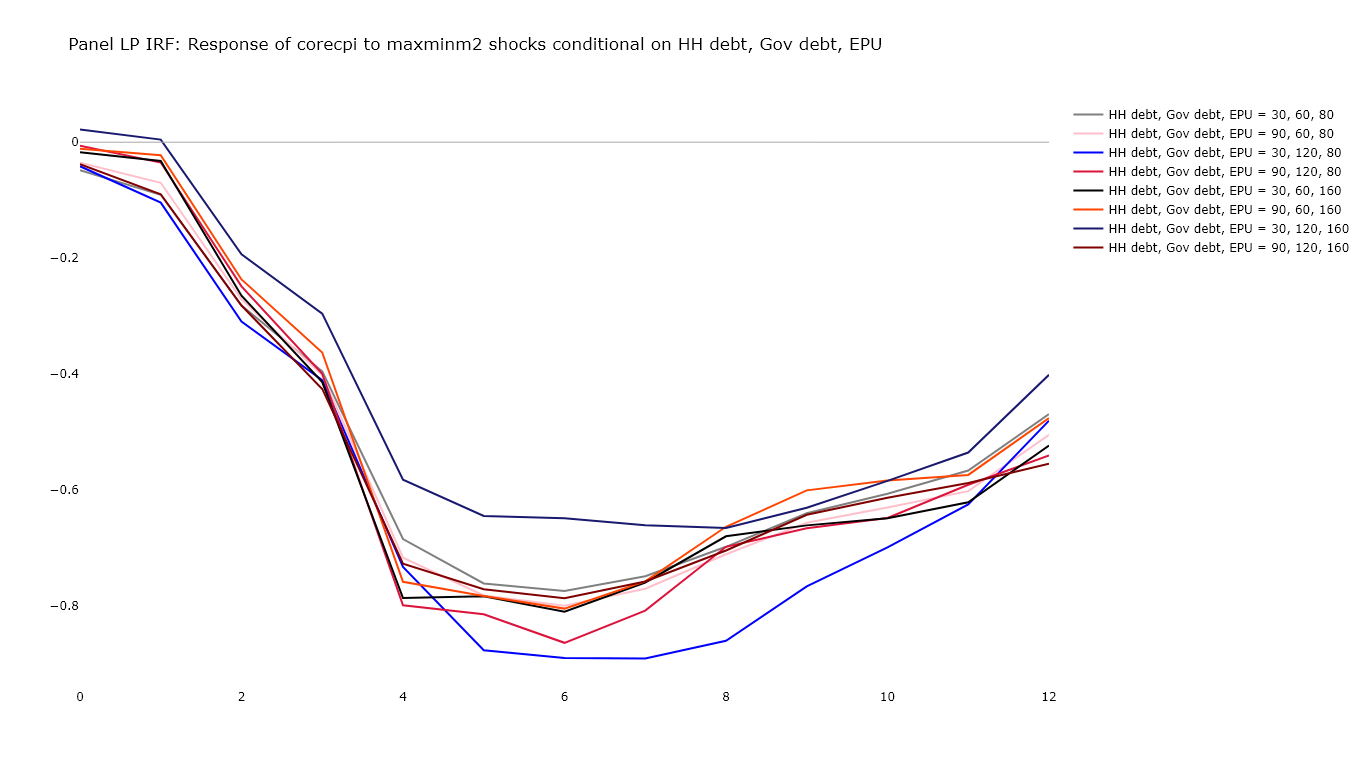 Panel LP IRF: Response of corecpi to maxminm2 shocks conditional on HH debt, Gov debt, EPU
HH debt, Gov debt, EPU = 30, 60, 80
HH debt, Gov debt, EPU = 90, 60, 80
HH debt, Gov debt, EPU = 30, 120, 80
HH debt, Gov debt, EPU = 90, 120, 80
HH debt, Gov debt, EPU = 30, 60, 160
HH debt, Gov debt, EPU = 90, 60, 160
HH debt, Gov debt, EPU = 30, 120, 160
HH debt, Gov debt, EPU = 90, 120, 160
0
−0.2
−0.4
−0.6
−0.8
0 2 4 6 8 10 12